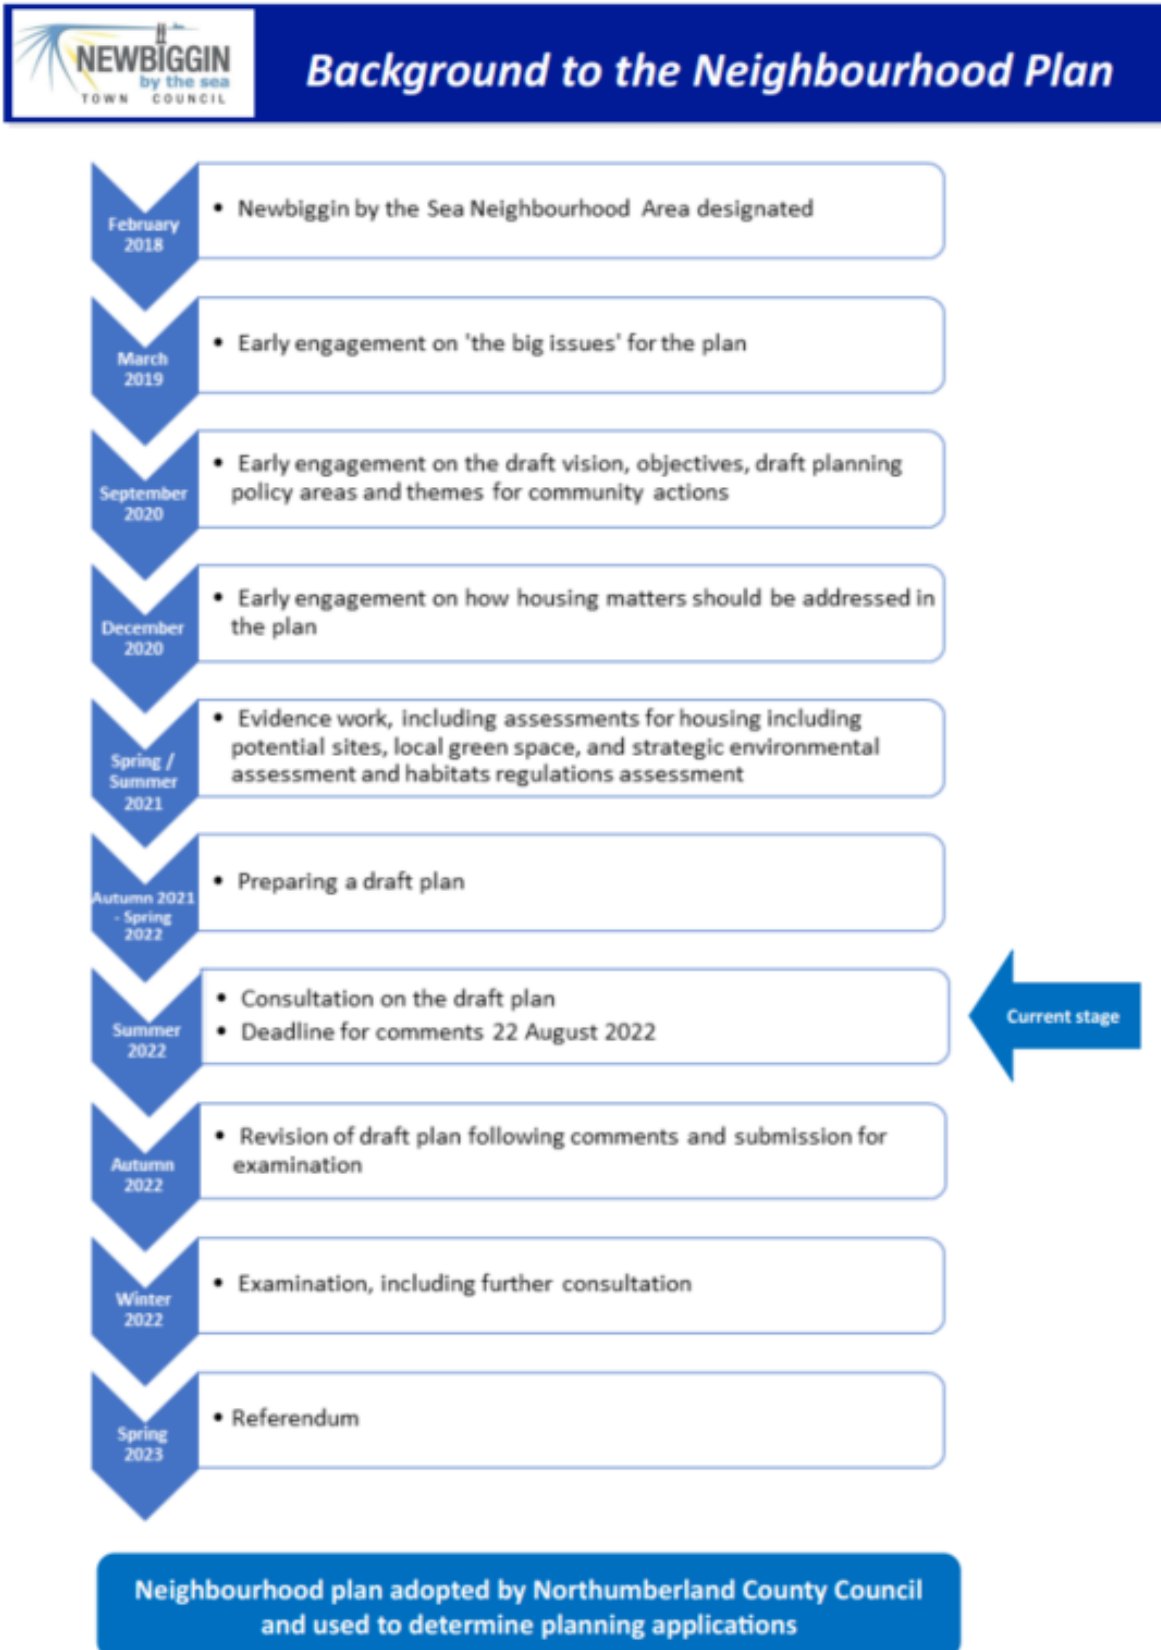 NEWBIGGIN
by the sea
TOWN COUNCIL
Background to the Neighbourhood Plan
February
2018
• Newbiggin by the Sea Neighbourhood Area designated
March
2019
• Early engagement on 'the big issues' for the plan
September
2020
• Early engagement on the draft vision, objectives, draft planning
policy areas and themes for community actions
December
2020
• Early engagement on how housing matters should be addressed in
the plan
Spring /
Summer
2021
• Evidence work, including assessments for housing including
potential sites, local green space, and strategic environmental
assessment and habitats regulations assessment
Autumn 2021
- Spring
2022
• Preparing a draft plan
Summer
2022
• Consultation on the draft plan
• Deadline for comments 22 August 2022
Current stage
Autumn
2022
• Revision of draft plan following comments and submission for
examination
Winter
2022
• Examination, including further consultation
Spring
2023
• Referendum
Neighbourhood plan adopted by Northumberland County Council
and used to determine planning applications